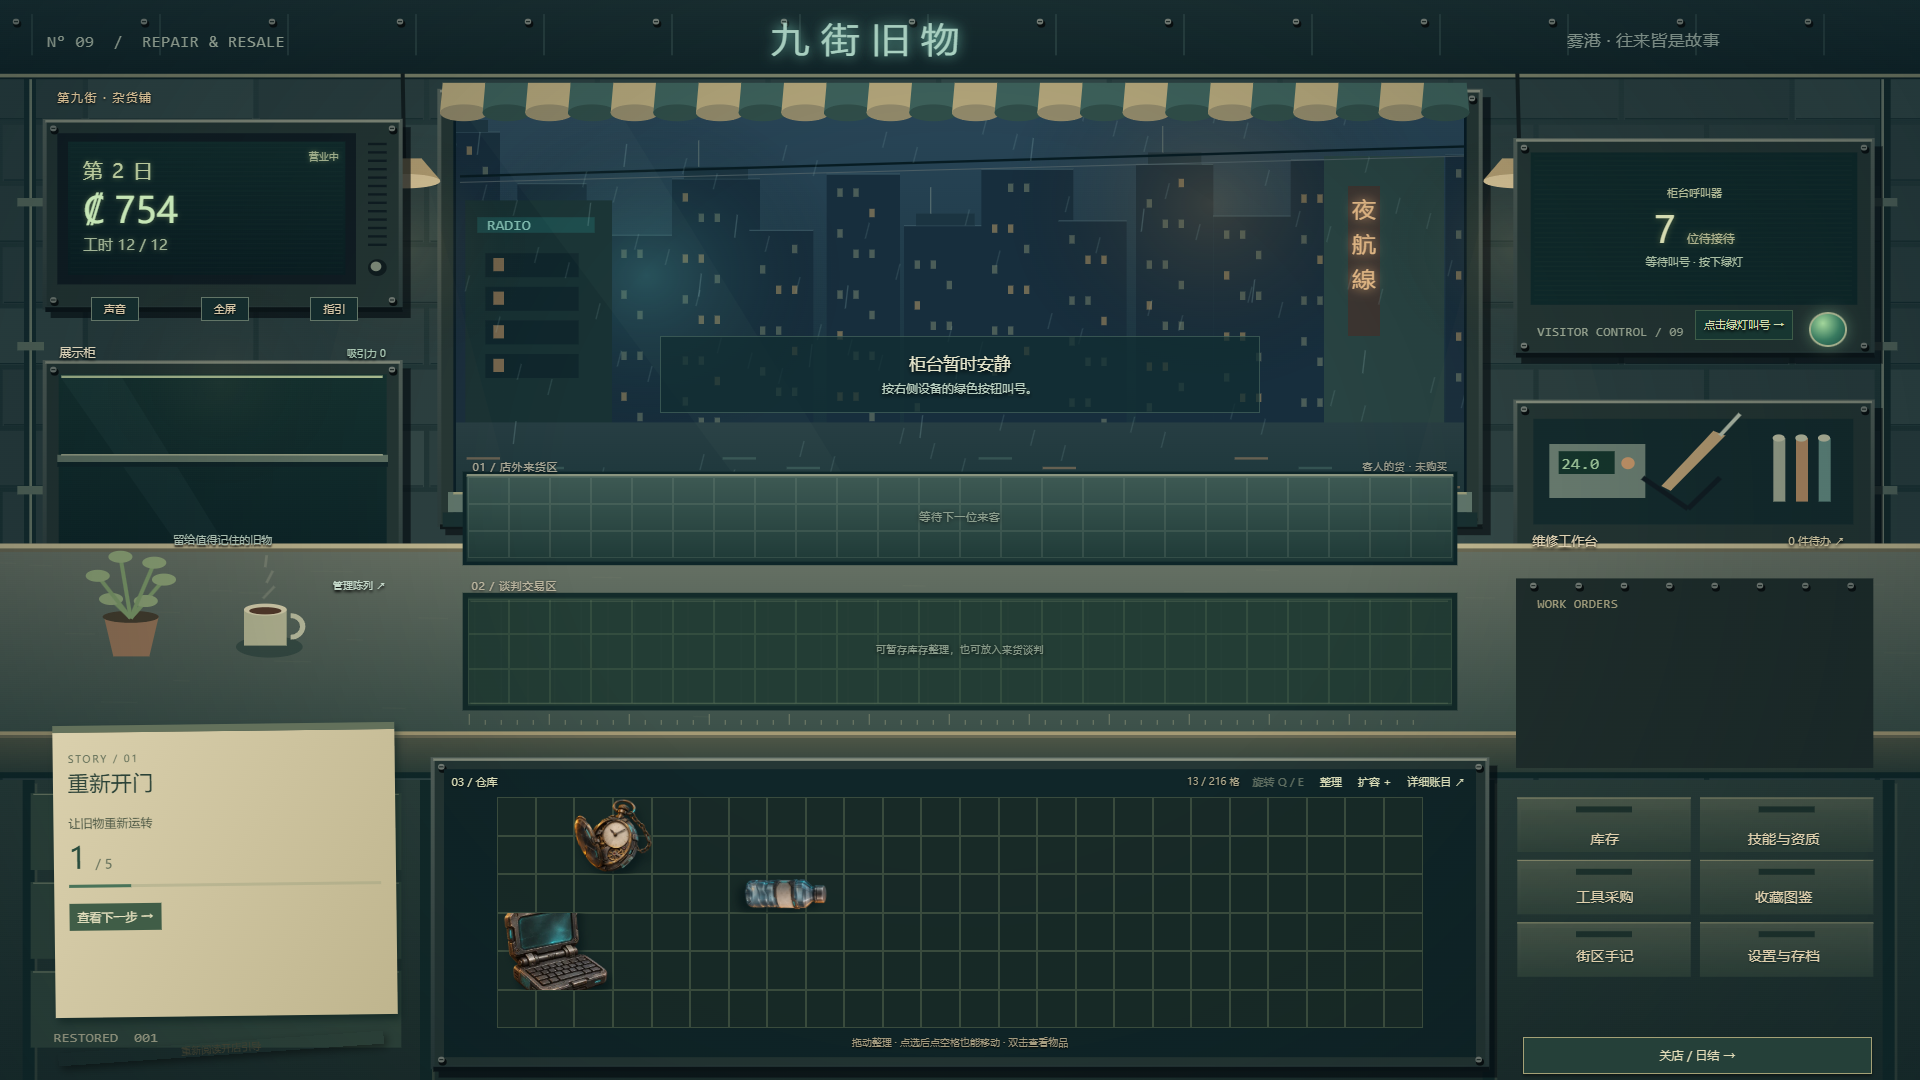 N° 09 / REPAIR & RESALE
九街旧物
雾港 · 往来皆是故事
第九街 · 杂货铺
营业中
第 2 日
₡ 754
工时 12 / 12
声音
全屏
指引
展示柜
吸引力 0
留给值得记住的旧物
管理陈列 ↗
RADIO
夜航線
柜台暂时安静
按右侧设备的绿色按钮叫号。
01 / 店外来货区
客人的货 · 未购买
等待下一位来客
02 / 谈判交易区
可暂存库存整理，也可放入来货谈判
柜台呼叫器
7 位待接待
等待叫号 · 按下绿灯
VISITOR CONTROL / 09
点击绿灯叫号 →
24.0
维修工作台
0 件待办 ↗
WORK ORDERS
STORY / 01
重新开门
让旧物重新运转
1 / 5
查看下一步 →
RESTORED 001
03 / 仓库
13 / 216 格
旋转 Q / E
整理
扩容 +
详细账目 ↗
拖动整理 · 点选后点空格也能移动 · 双击查看物品
库存
技能与资质
工具采购
收藏图鉴
街区手记
设置与存档
关店 / 日结 →